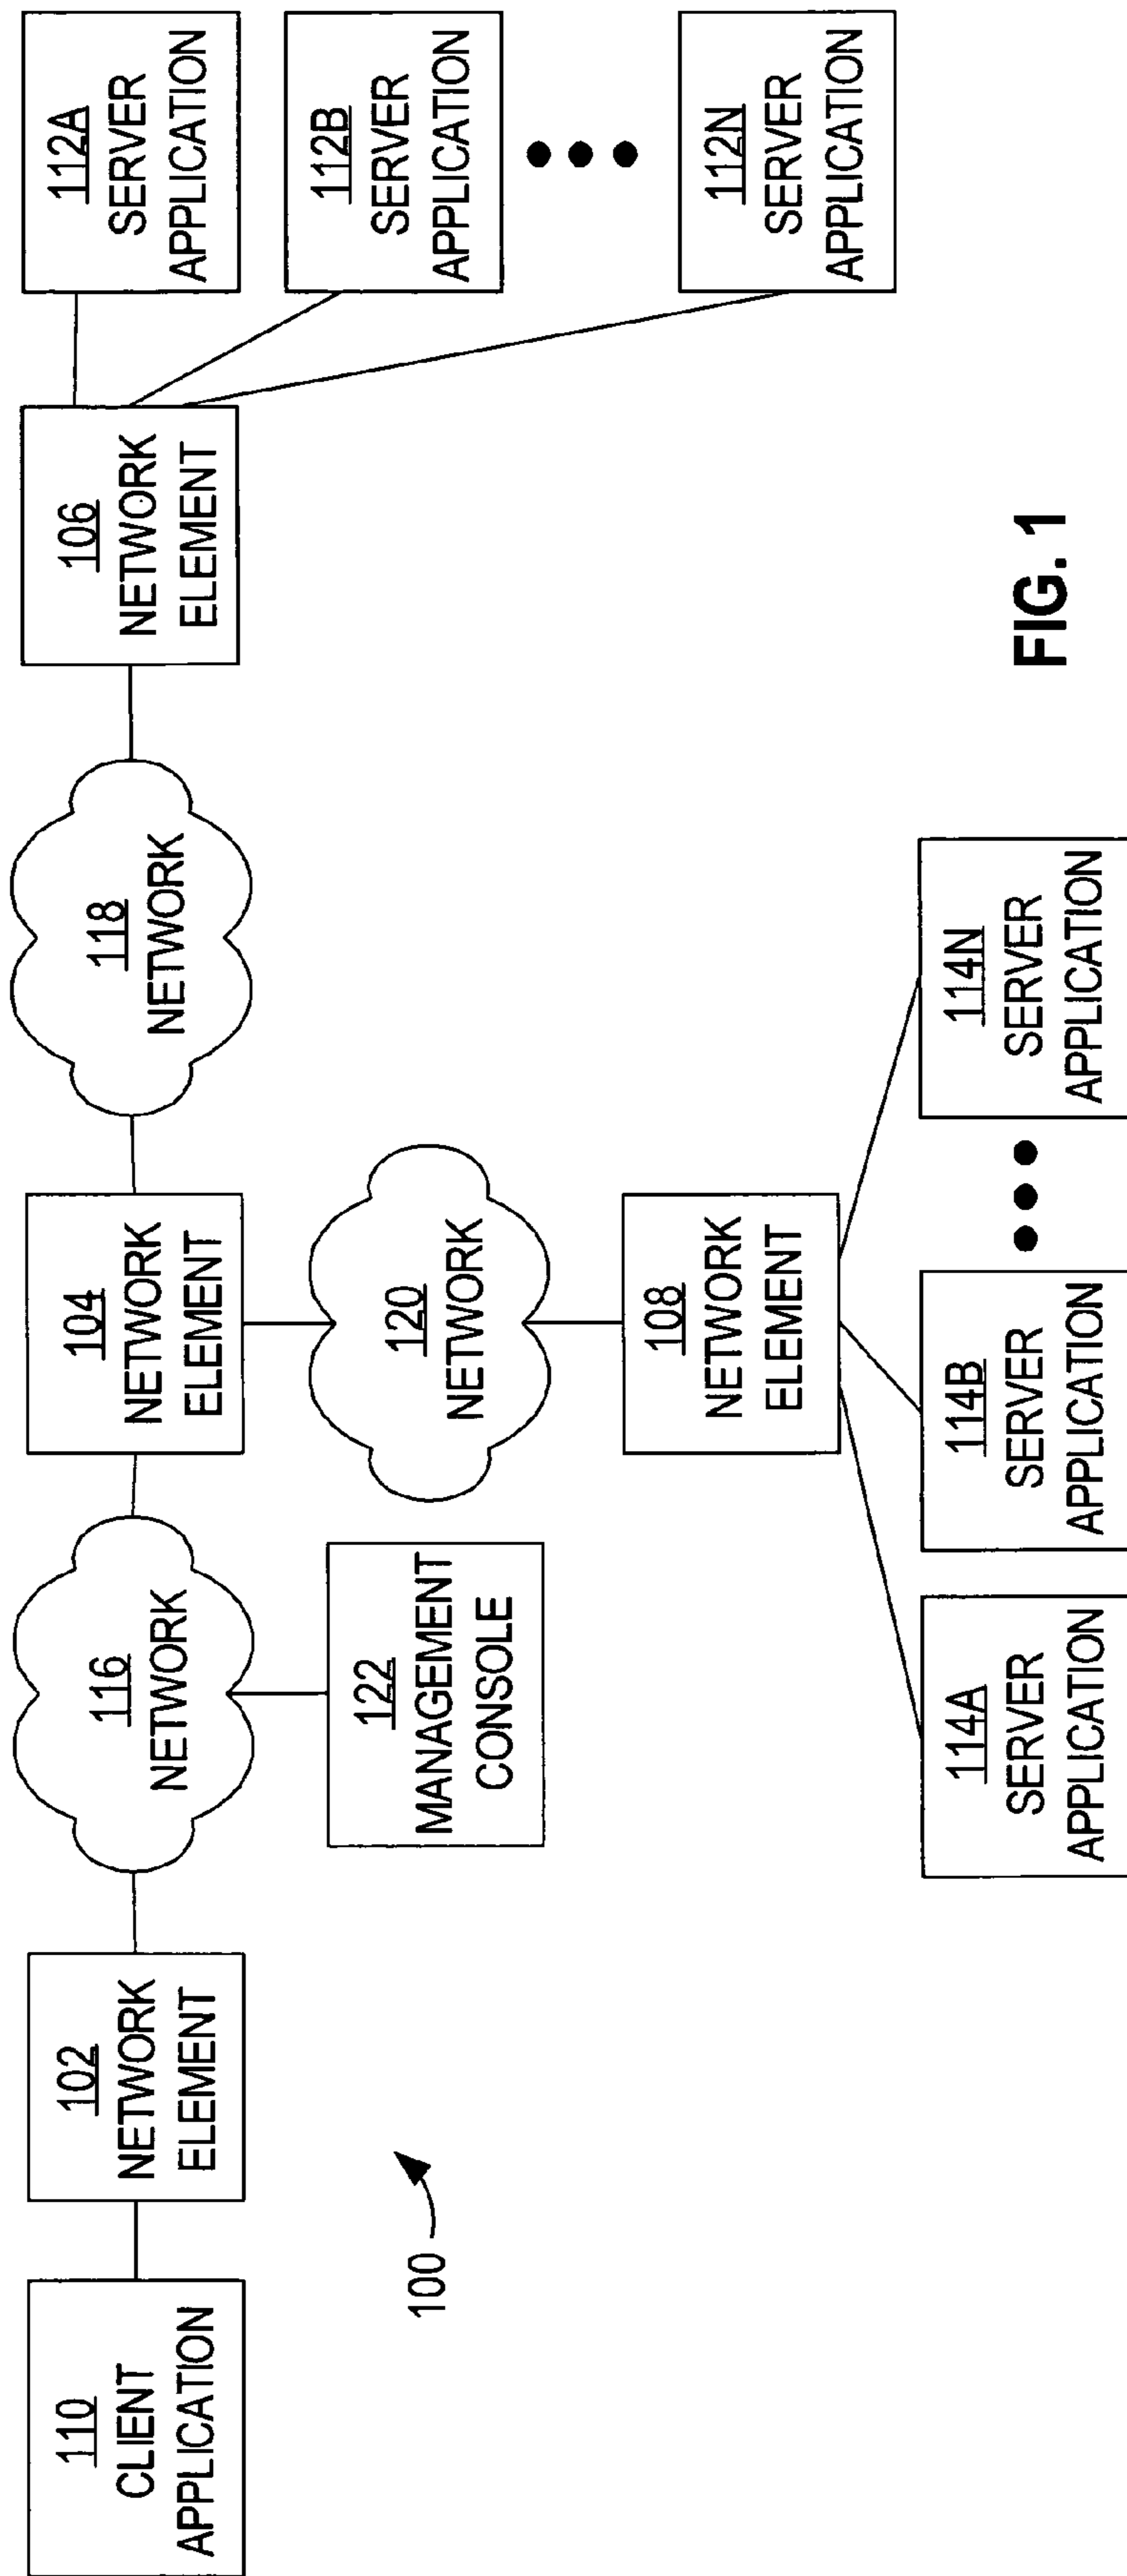 110
CLIENT
APPLICATION
102
NETWORK
ELEMENT
116
NETWORK
104
NETWORK
ELEMENT
118
NETWORK
106
NETWORK
ELEMENT
112A
SERVER
APPLICATION
112B
SERVER
APPLICATION
112N
SERVER
APPLICATION
122
MANAGEMENT
CONSOLE
120
NETWORK
108
NETWORK
ELEMENT
114A
SERVER
APPLICATION
114B
SERVER
APPLICATION
114N
SERVER
APPLICATION
100
FIG. 1